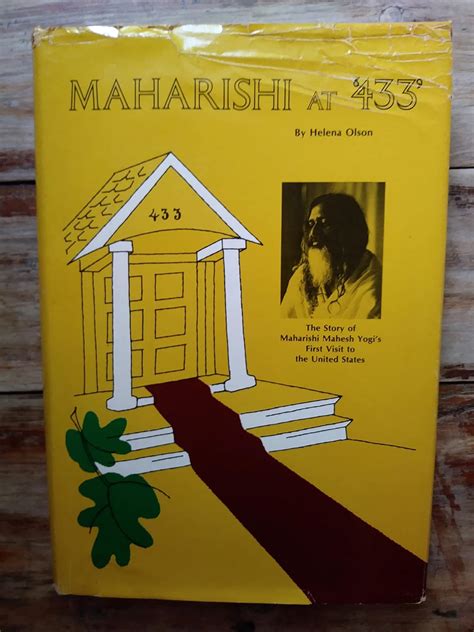 MAHARISHI AT ‘433’
By Helena Olson
433
The Story of
Maharishi Mahesh Yogi's
First Visit to
the United States